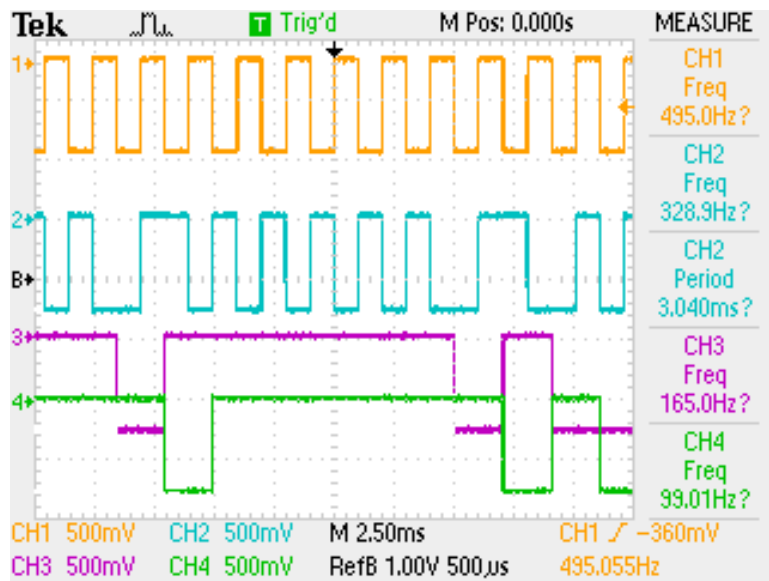 Tek T Trig'd M Pos: 0.000s MEASURE
1 CH1
Freq
495.0Hz?
CH2
Freq
2 328.9Hz?
CH2
B Period
3.040ms?
3 CH3
Freq
4 165.0Hz?
CH4
Freq
99.01Hz?
CH1 500mV CH2 500mV M 2.50ms CH1 -360mV
CH3 500mV CH4 500mV RefB 1.00V 500µs 495.055Hz